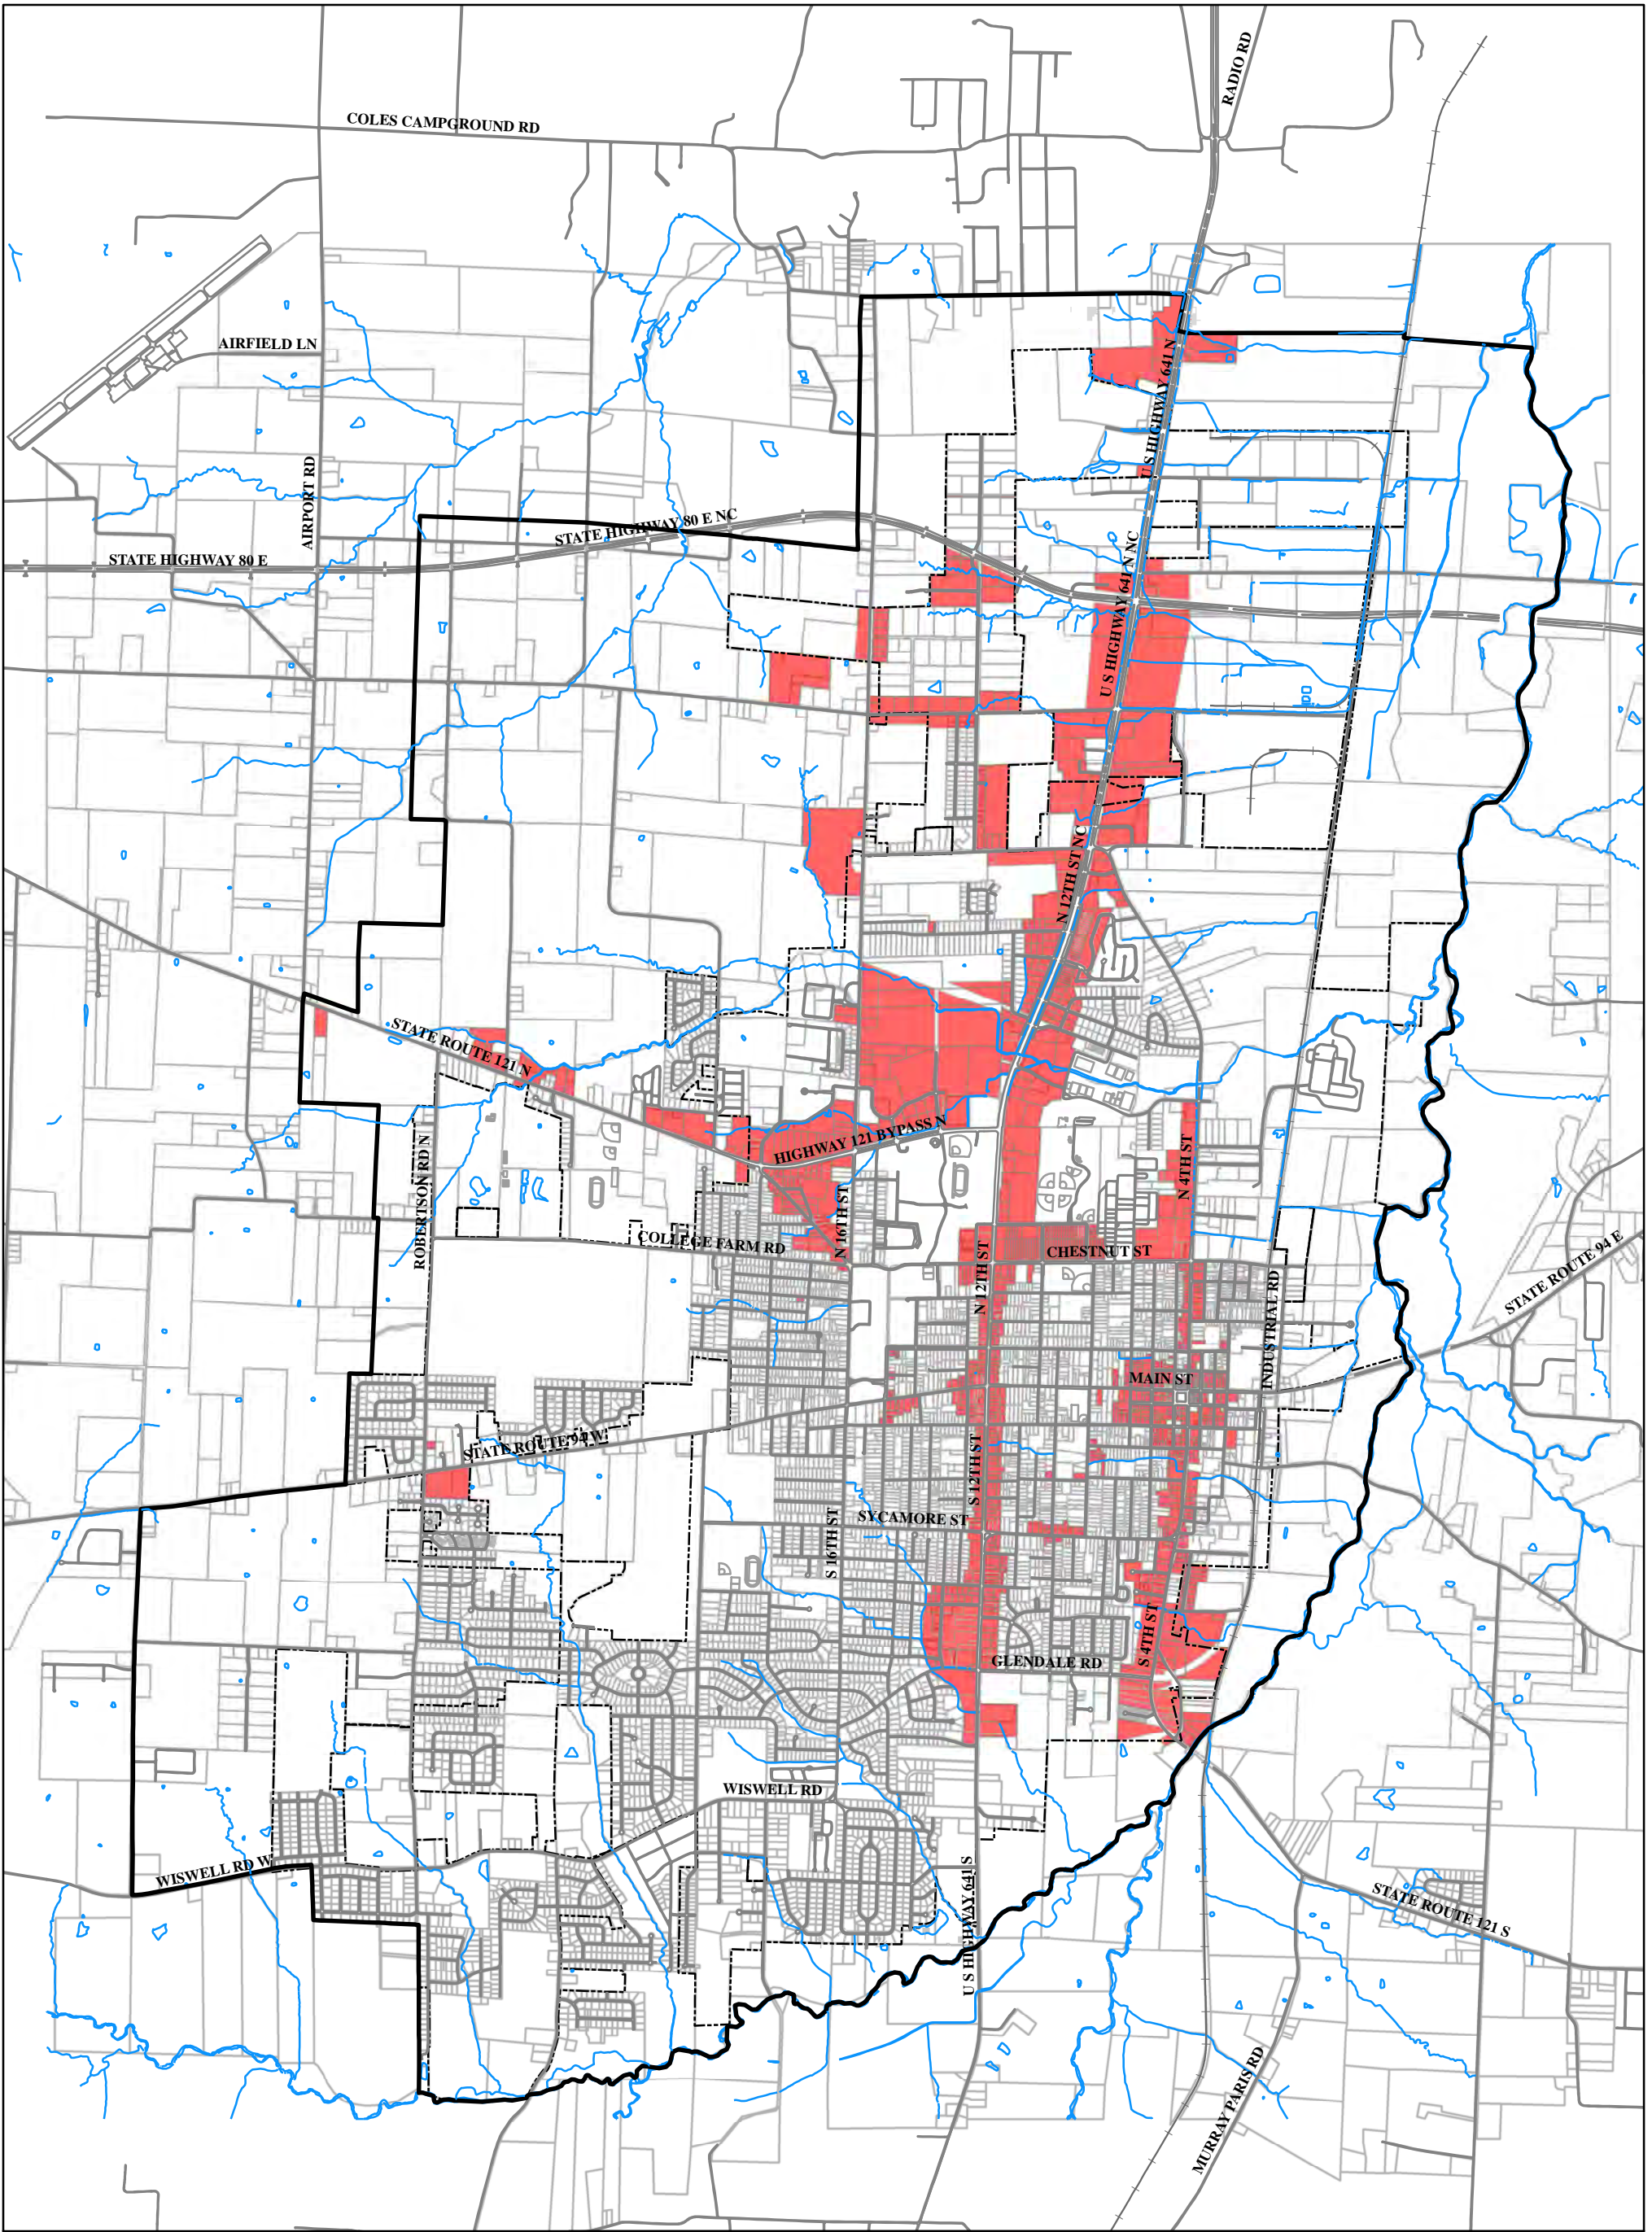 RADIO RD
COLES CAMPGROUND RD
AIRFIELD LN
U S HIGHWAY 641 N
AIRPORT RD
STATE HIGHWAY 80 E NC
STATE HIGHWAY 80 E
U S HIGHWAY 641 N NC
N 12TH ST NC
STATE ROUTE 121 N
HIGHWAY 121 BYPASS N
N 4TH ST
ROBERTSON RD N
N 16TH ST
COLLEGE FARM RD
CHESTNUT ST
N 12TH ST
STATE ROUTE 94 E
INDUSTRIAL RD
MAIN ST
STATE ROUTE 94 W
S 12TH ST
SYCAMORE ST
S 16TH ST
S 4TH ST
GLENDALE RD
WISWELL RD
WISWELL RD W
U S HIGHWAY 641 S
STATE ROUTE 121 S
MURRAY PARIS RD